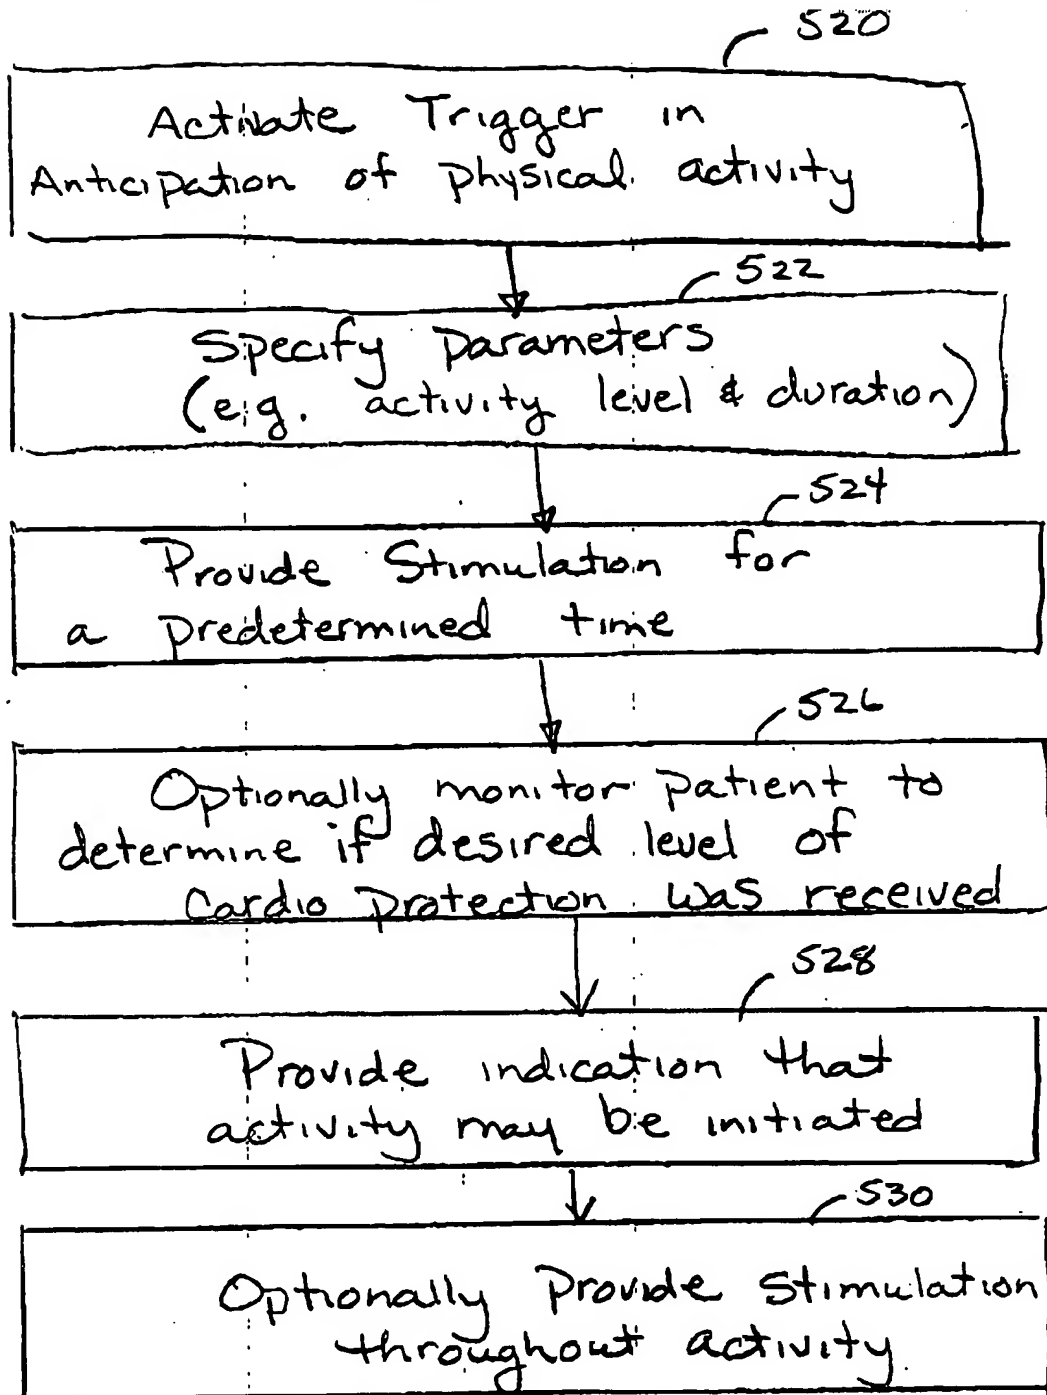 520
Activate Trigger in
Anticipation of physical activity
522
Specify Parameters
(e.g. activity level & duration)
524
Provide Stimulation for
a predetermined time
526
Optionally monitor patient to
determine if desired level of
Cardio protection was received
528
Provide indication that
activity may be initiated
530
Optionally Provide Stimulation
throughout activity